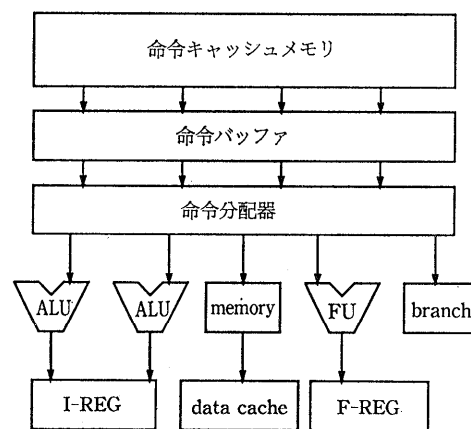 命令キャッシュメモリ
命令バッファ
命令分配器
ALU ALU memory FU branch
I-REG data cache F-REG